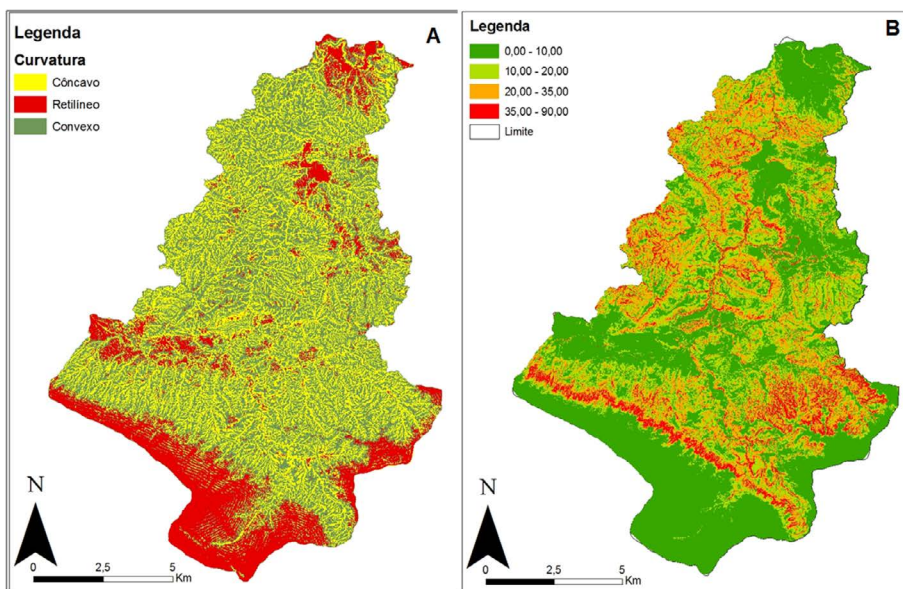 Legenda
A
Curvatura
Côncavo
Retilíneo
Convexo
N
0
2,5
5
Km
Legenda
B
0,00 - 10,00
10,00 - 20,00
20,00 - 35,00
35,00 - 90,00
Limite
N
0
2,5
5
Km